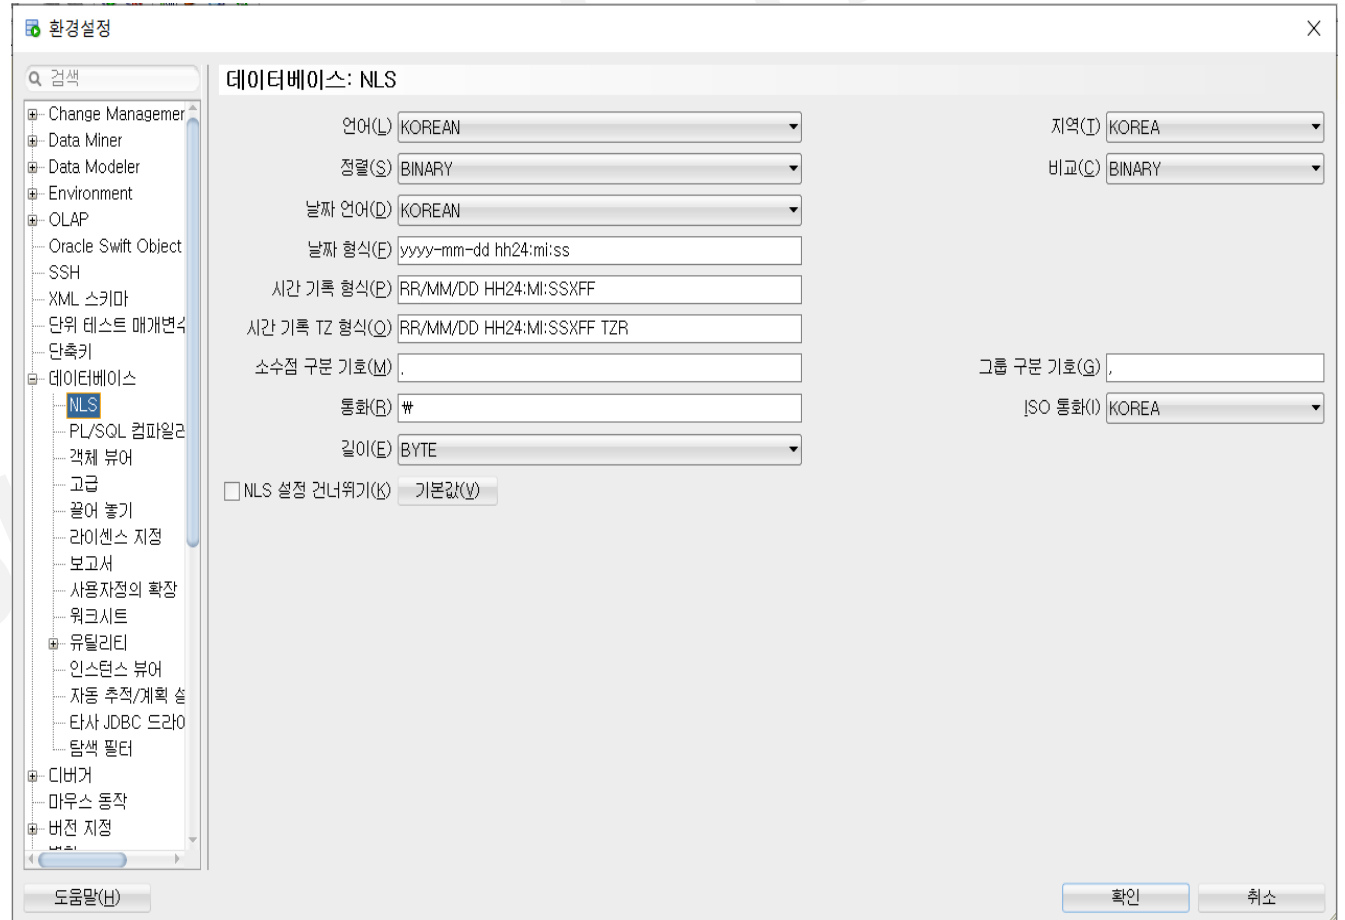 환경설정
검색
Change Managemer
Data Miner
Data Modeler
Environment
OLAP
Oracle Swift Object
SSH
XML 스키마
단위 테스트 매개변수
단축키
데이터베이스
NLS
PL/SQL 컴파일러
객체 뷰어
고급
끌어 놓기
라이센스 지정
보고서
사용자정의 확장
워크시트
유틸리티
인스턴스 뷰어
자동 추적/계획 설
타사 JDBC 드라이
탐색 필터
디버거
마우스 동작
버전 지정
데이터베이스: NLS
언어(L) KOREAN 지역(T) KOREA
정렬(S) BINARY 비교(C) BINARY
날짜 언어(D) KOREAN
날짜 형식(F) yyyy-mm-dd hh24:mi:ss
시간 기록 형식(P) RR/MM/DD HH24:MI:SSXFF
시간 기록 TZ 형식(O) RR/MM/DD HH24:MI:SSXFF TZR
소수점 구분 기호(M) . 그룹 구분 기호(G) ,
통화(R) ₩ ISO 통화(I) KOREA
길이(E) BYTE
NLS 설정 건너뛰기(K) 기본값(V)
도움말(H) 확인 취소